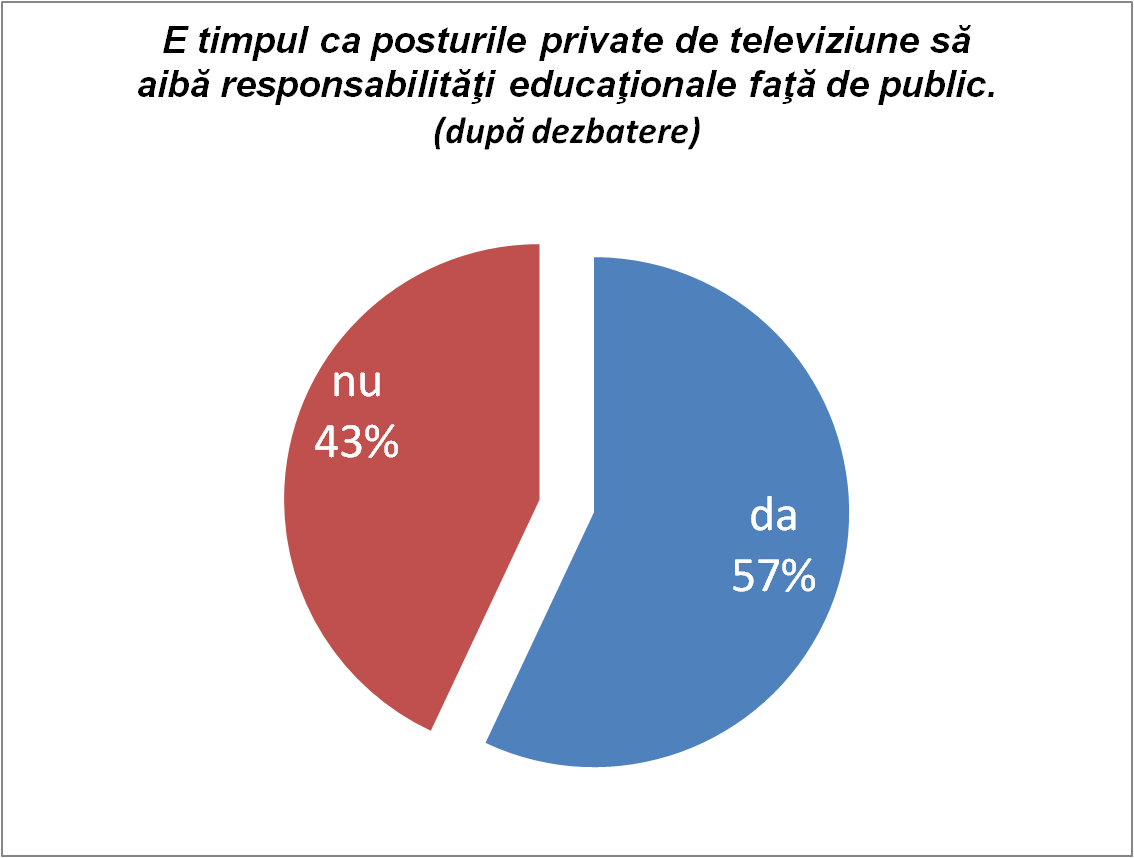 E timpul ca posturile private de televiziune să
aibă responsabilităţi educaţionale faţă de public.
(după dezbatere)
nu
43%
da
57%